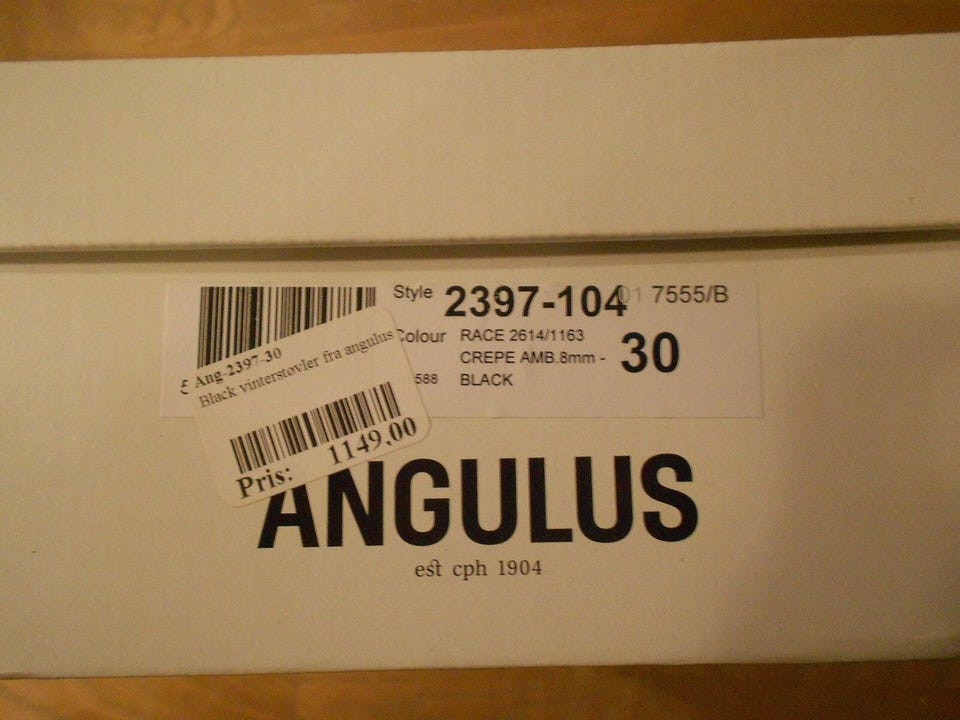 Style 2397-104 01 7555/B
Colour RACE 2614/1163
CREPE AMB.8mm - 30
588 BLACK
Ang-2397-30
Black vinterstøvler fra angulus
Pris: 1149,00
ANGULUS
est cph 1904